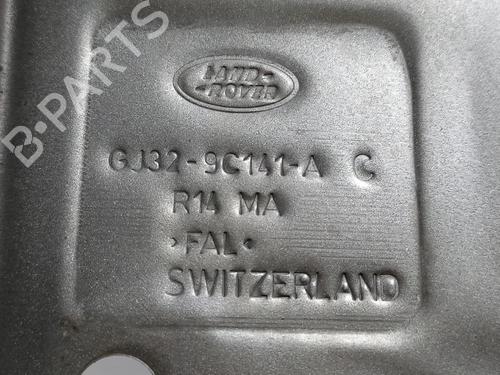 B-PARTS
LAND-
-ROVER
GJ32-9C141-A C
R14 MA
>FAL<
SWITZERLAND